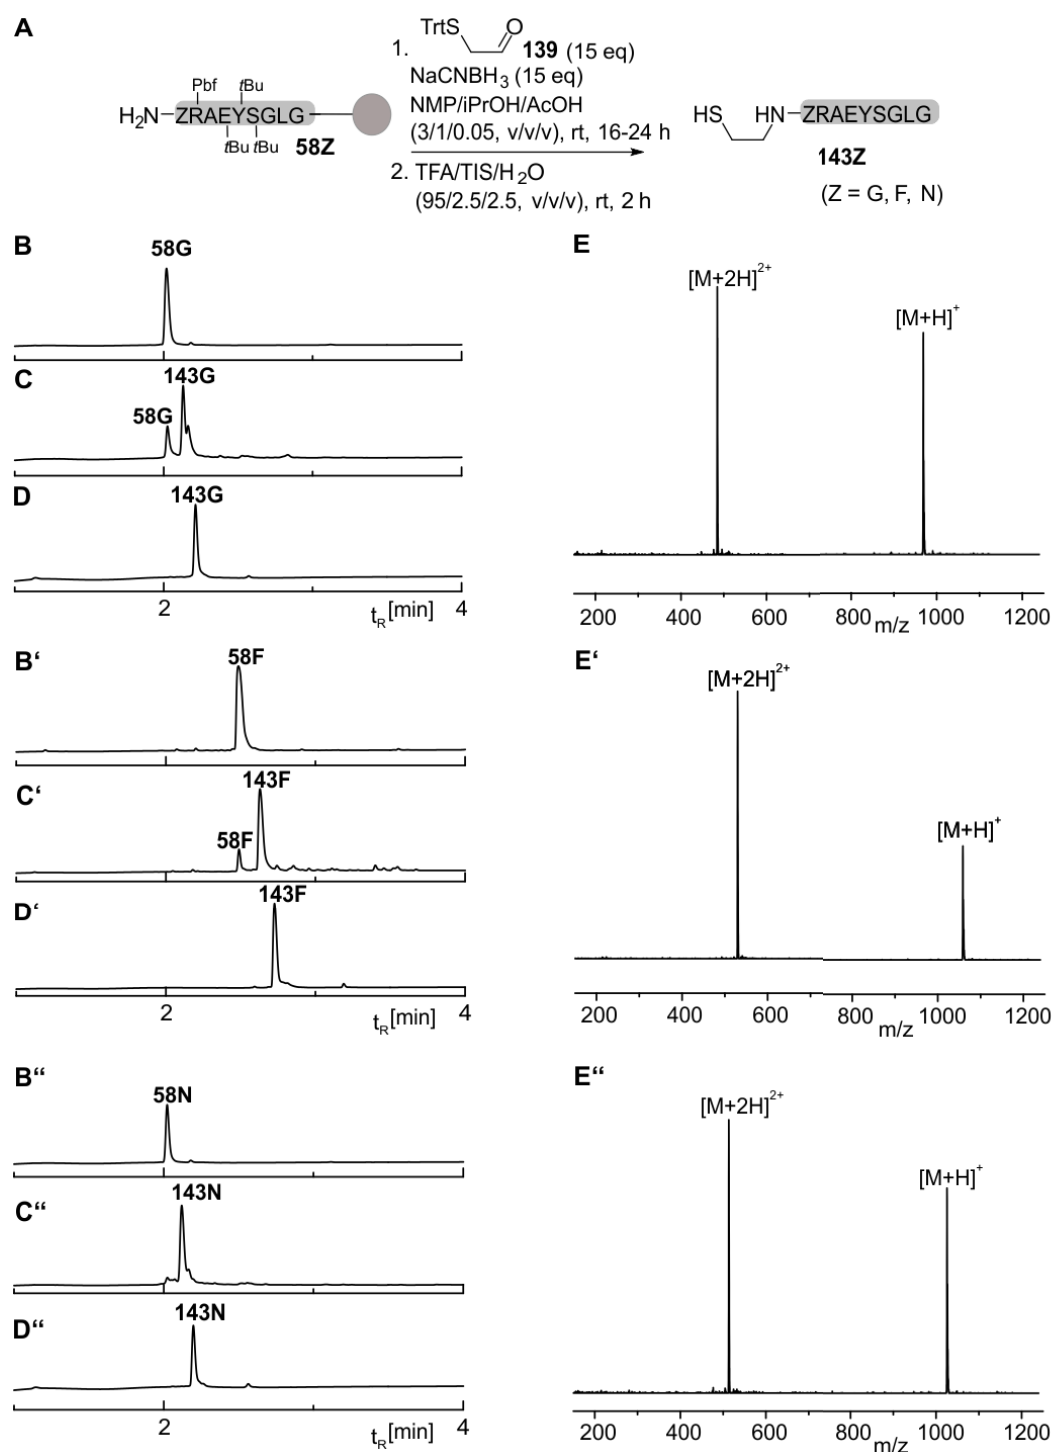 A
TrtS O
1. 139 (15 eq)
NaCNBH3 (15 eq)
NMP/iPrOH/AcOH
(3/1/0.05, v/v/v), rt, 16-24 h
2. TFA/TIS/H2O
(95/2.5/2.5, v/v/v), rt, 2 h
Pbf tBu
H2N ZRAEYSGLG
tBu tBu 58Z
HS HN ZRAEYSGLG
143Z
(Z = G, F, N)
B
58G
C
143G
58G
D
143G
2 4
tR[min]
E
[M+2H]2+
[M+H]+
200 400 600 800 1000 1200
m/z
B‘
58F
C‘
143F
58F
D‘
143F
2 4
tR[min]
E‘
[M+2H]2+
[M+H]+
200 400 600 800 1000 1200
m/z
B“
58N
C“
143N
D“
143N
2 4
tR[min]
E“
[M+2H]2+
[M+H]+
200 400 600 800 1000 1200
m/z